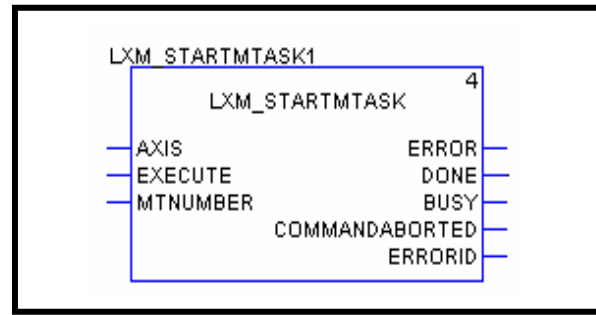 LXM_STARTMTASK1
4
LXM_STARTMTASK
AXIS ERROR
EXECUTE DONE
MTNUMBER BUSY
COMMANDABORTED
ERRORID